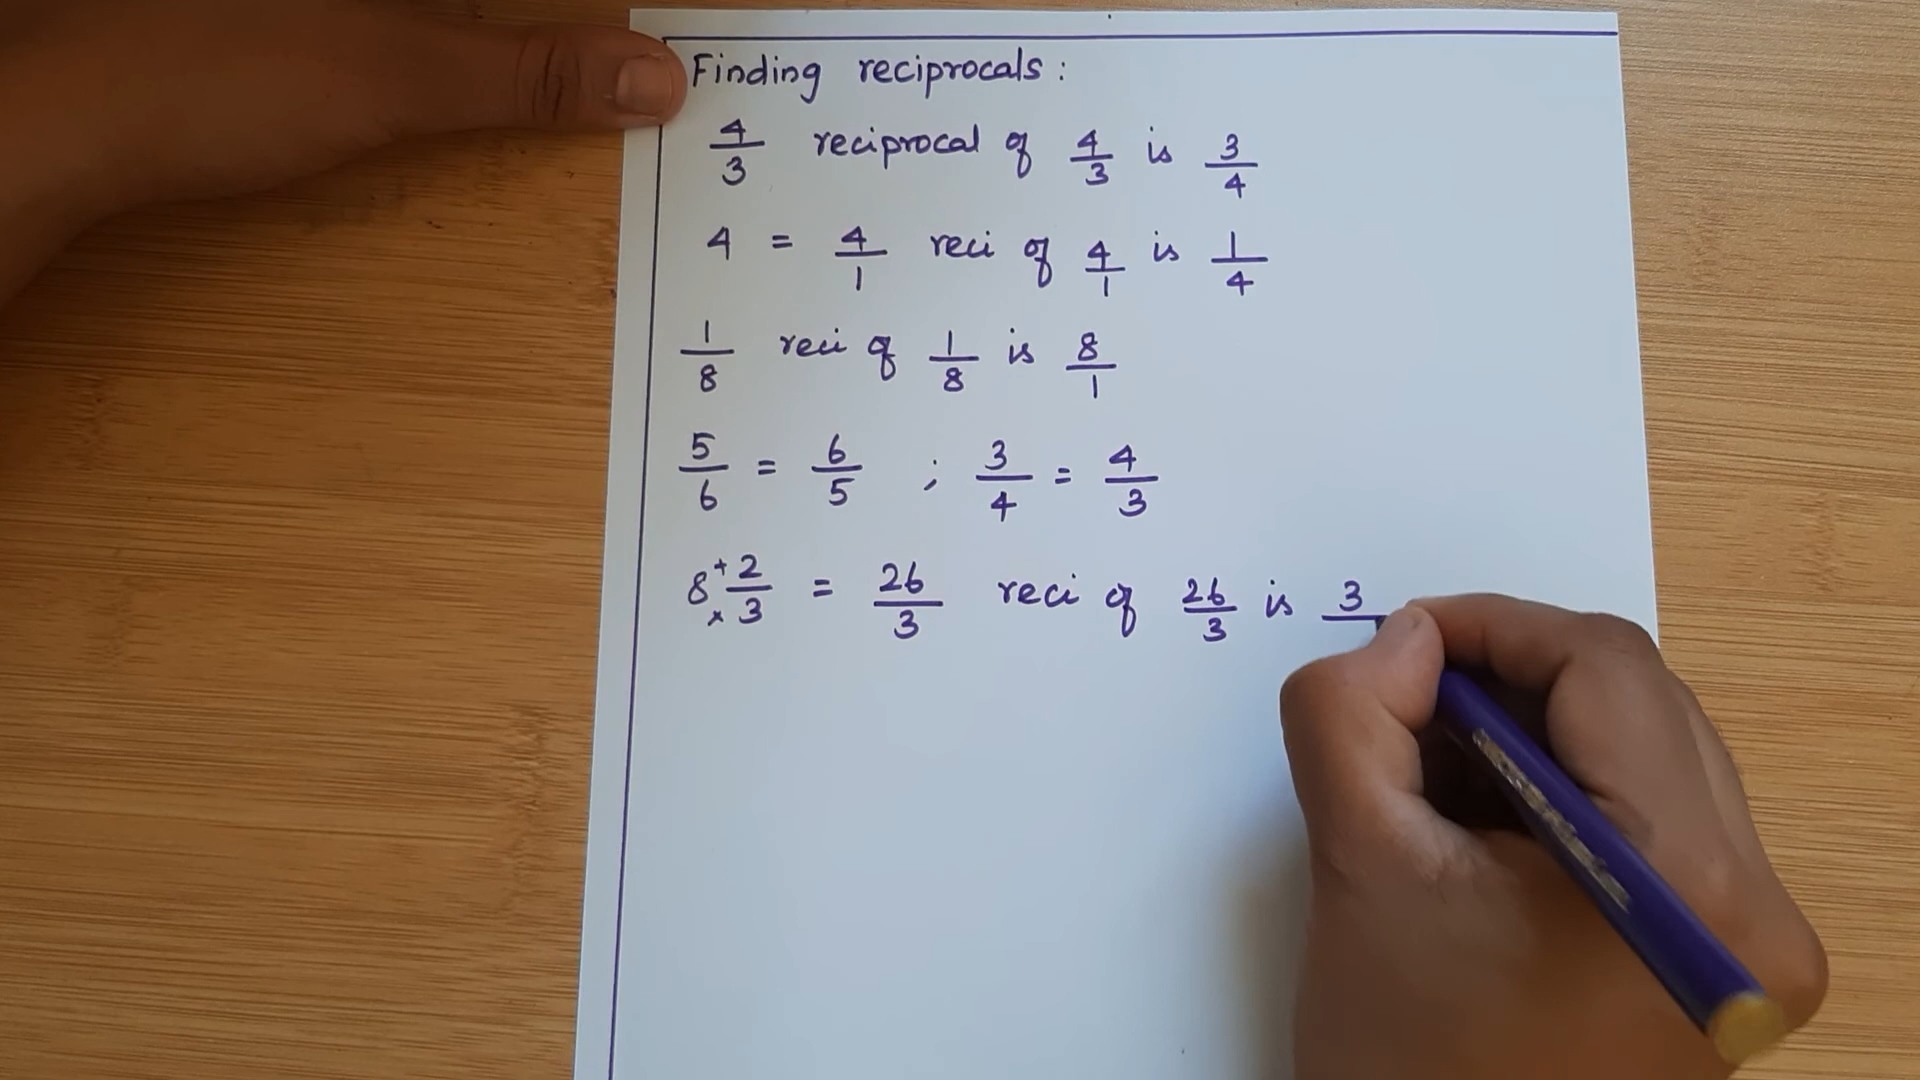 Finding reciprocals:
4/3 reciprocal of 4/3 is 3/4
4 = 4/1 reci of 4/1 is 1/4
1/8 reci of 1/8 is 8/1
5/6 = 6/5 ; 3/4 = 4/3
8 + 2/3 × = 26/3 reci of 26/3 is 3/